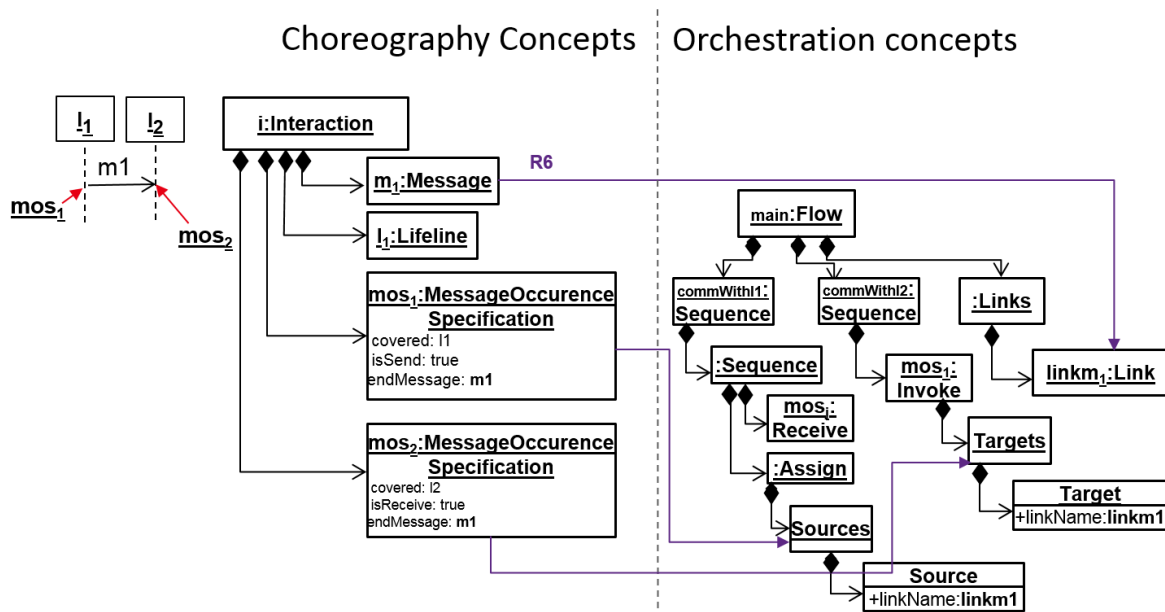 Choreography Concepts
Orchestration concepts
l1
l2
m1
mos1
mos2
i:Interaction
m1:Message
l1:Lifeline
mos1:MessageOccurence
Specification
covered: l1
isSend: true
endMessage: m1
mos2:MessageOccurence
Specification
covered: l2
isReceive: true
endMessage: m1
R6
main:Flow
commWithl1:
Sequence
commWithl2:
Sequence
:Links
:Sequence
mos1:
Invoke
linkm1:Link
mosi:
Receive
Targets
:Assign
Target
+linkName:linkm1
Sources
Source
+linkName:linkm1